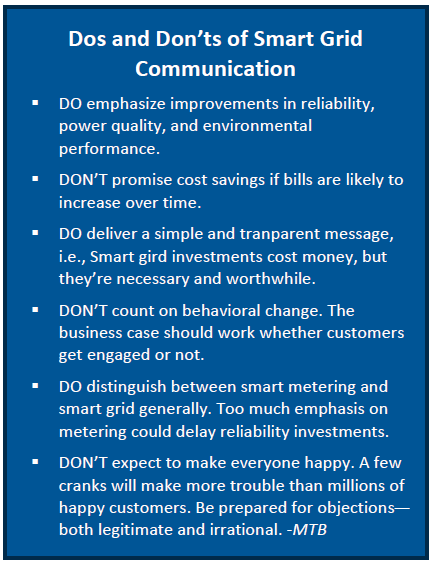 Dos and Don'ts of Smart Grid
Communication
▪ DO emphasize improvements in reliability,
power quality, and environmental
performance.
▪ DON'T promise cost savings if bills are likely to
increase over time.
▪ DO deliver a simple and tranparent message,
i.e., Smart gird investments cost money, but
they're necessary and worthwhile.
▪ DON'T count on behavioral change. The
business case should work whether customers
get engaged or not.
▪ DO distinguish between smart metering and
smart grid generally. Too much emphasis on
metering could delay reliability investments.
▪ DON'T expect to make everyone happy. A few
cranks will make more trouble than millions of
happy customers. Be prepared for objections—
both legitimate and irrational. -MTB